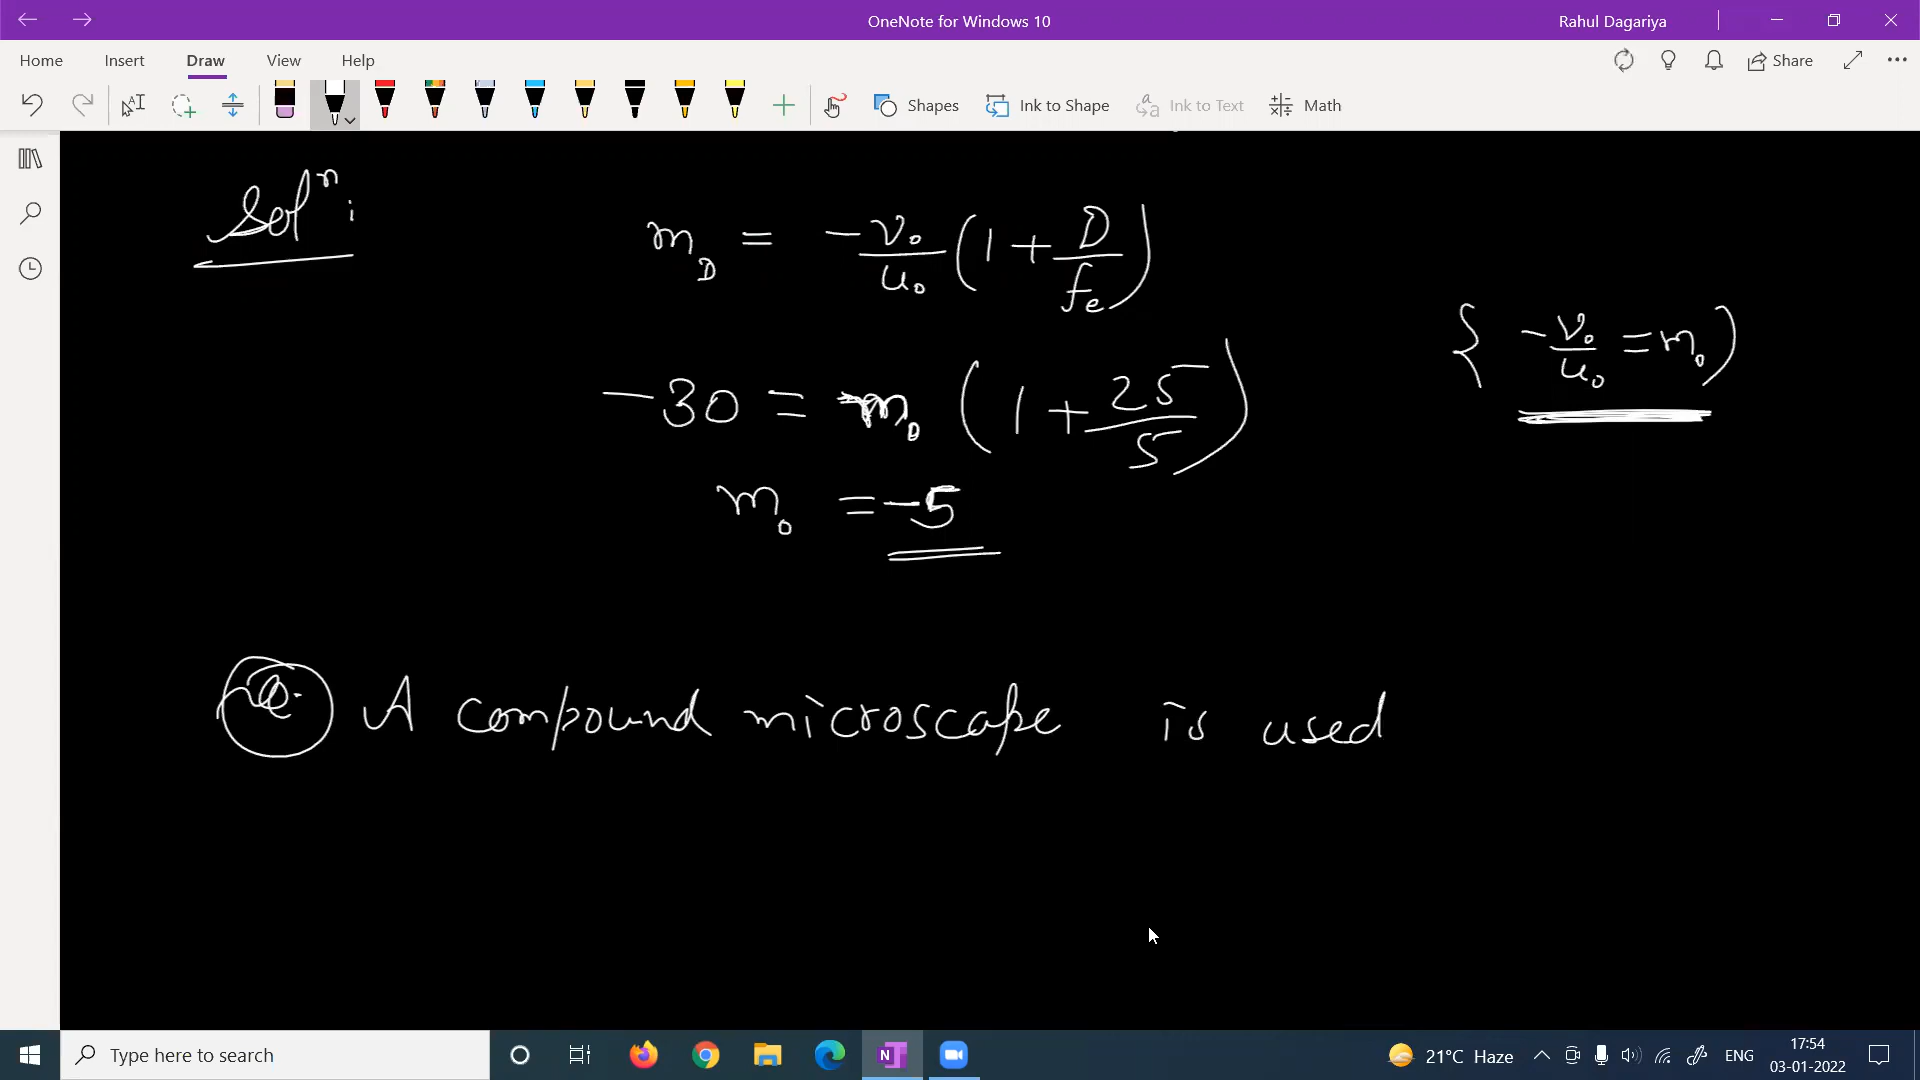 OneNote for Windows 10
Rahul Dagariya
Home Insert Draw View Help
Share
Shapes Ink to Shape Ink to Text Math
Solⁿ:
m_D = -v₀/u₀ (1 + D/fe)
{ -v₀/u₀ = m₀ )
-30 = m₀ (1 + 25/5)
m₀ = -5
Q. A compound microscope is used
Type here to search
21°C Haze
ENG
17:54
03-01-2022